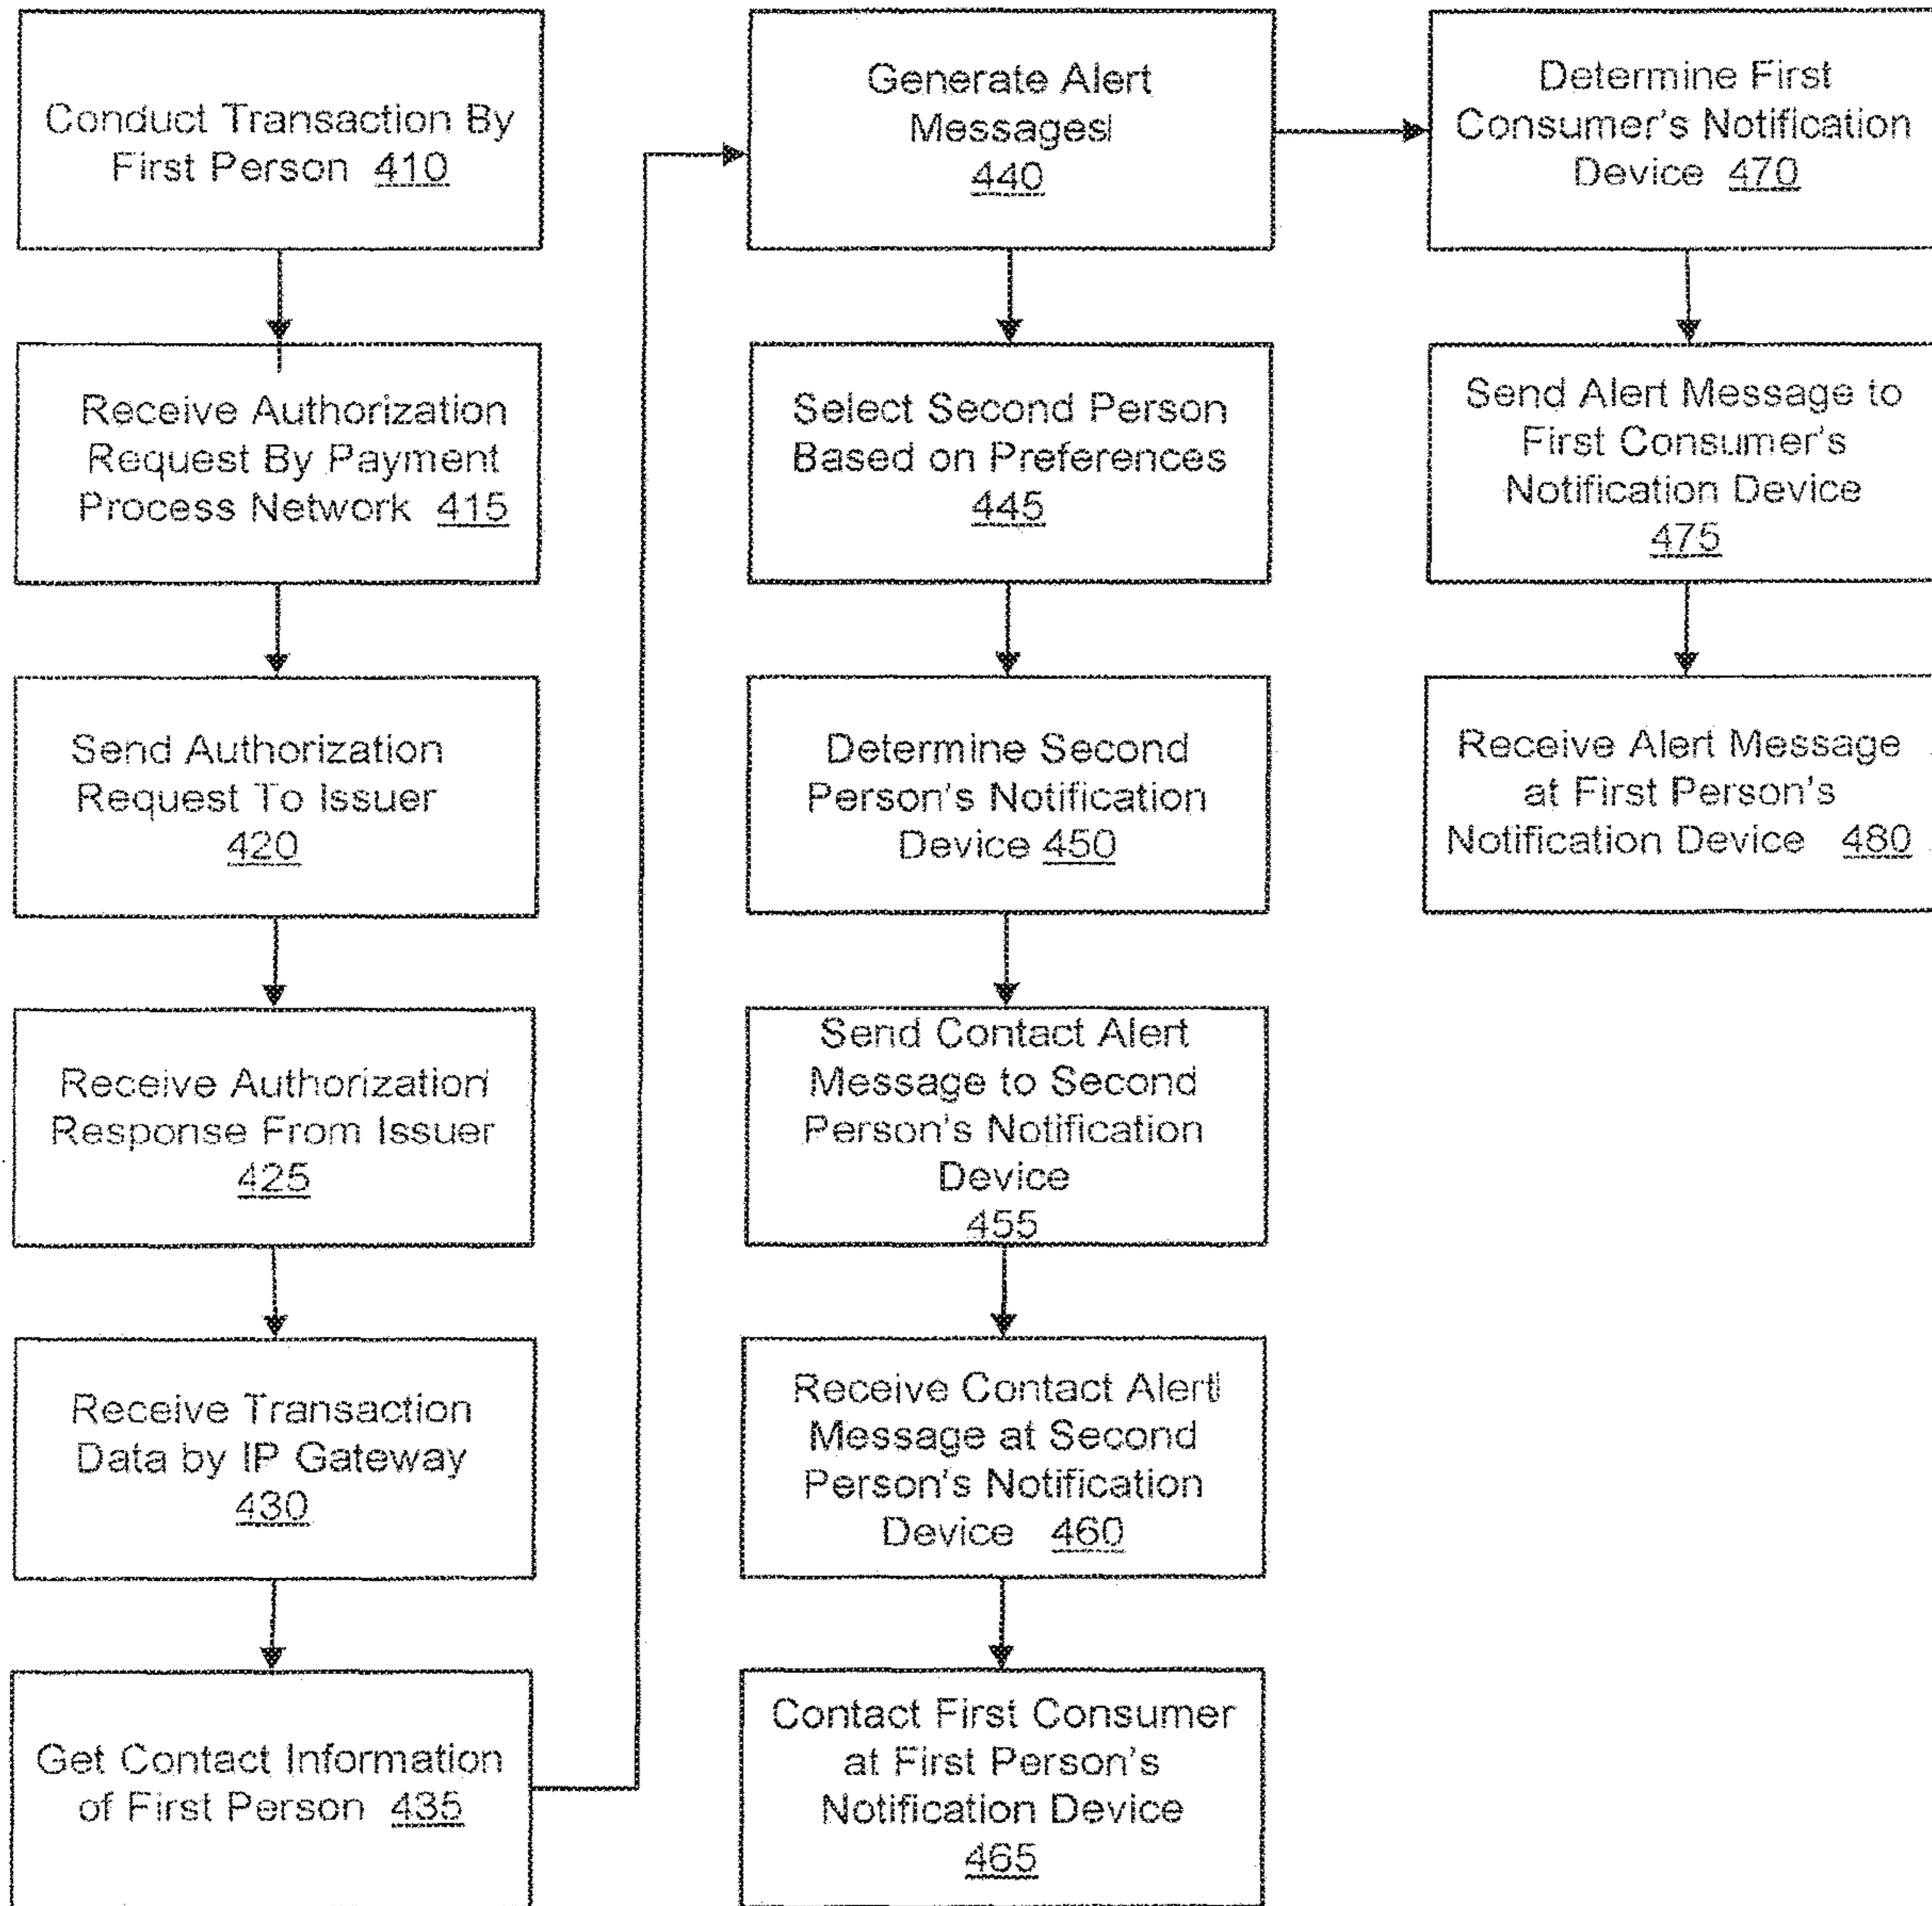 Conduct Transaction By
First Person 410
Receive Authorization
Request By Payment
Process Network 415
Send Authorization
Request To Issuer
420
Receive Authorization
Response From Issuer
425
Receive Transaction
Data by IP Gateway
430
Get Contact Information
of First Person 435
Generate Alert
Messages
440
Select Second Person
Based on Preferences
445
Determine Second
Person's Notification
Device 450
Send Contact Alert
Message to Second
Person's Notification
Device
455
Receive Contact Alert
Message at Second
Person's Notification
Device 460
Contact First Consumer
at First Person's
Notification Device
465
Determine First
Consumer's Notification
Device 470
Send Alert Message to
First Consumer's
Notification Device
475
Receive Alert Message
at First Person's
Notification Device 480